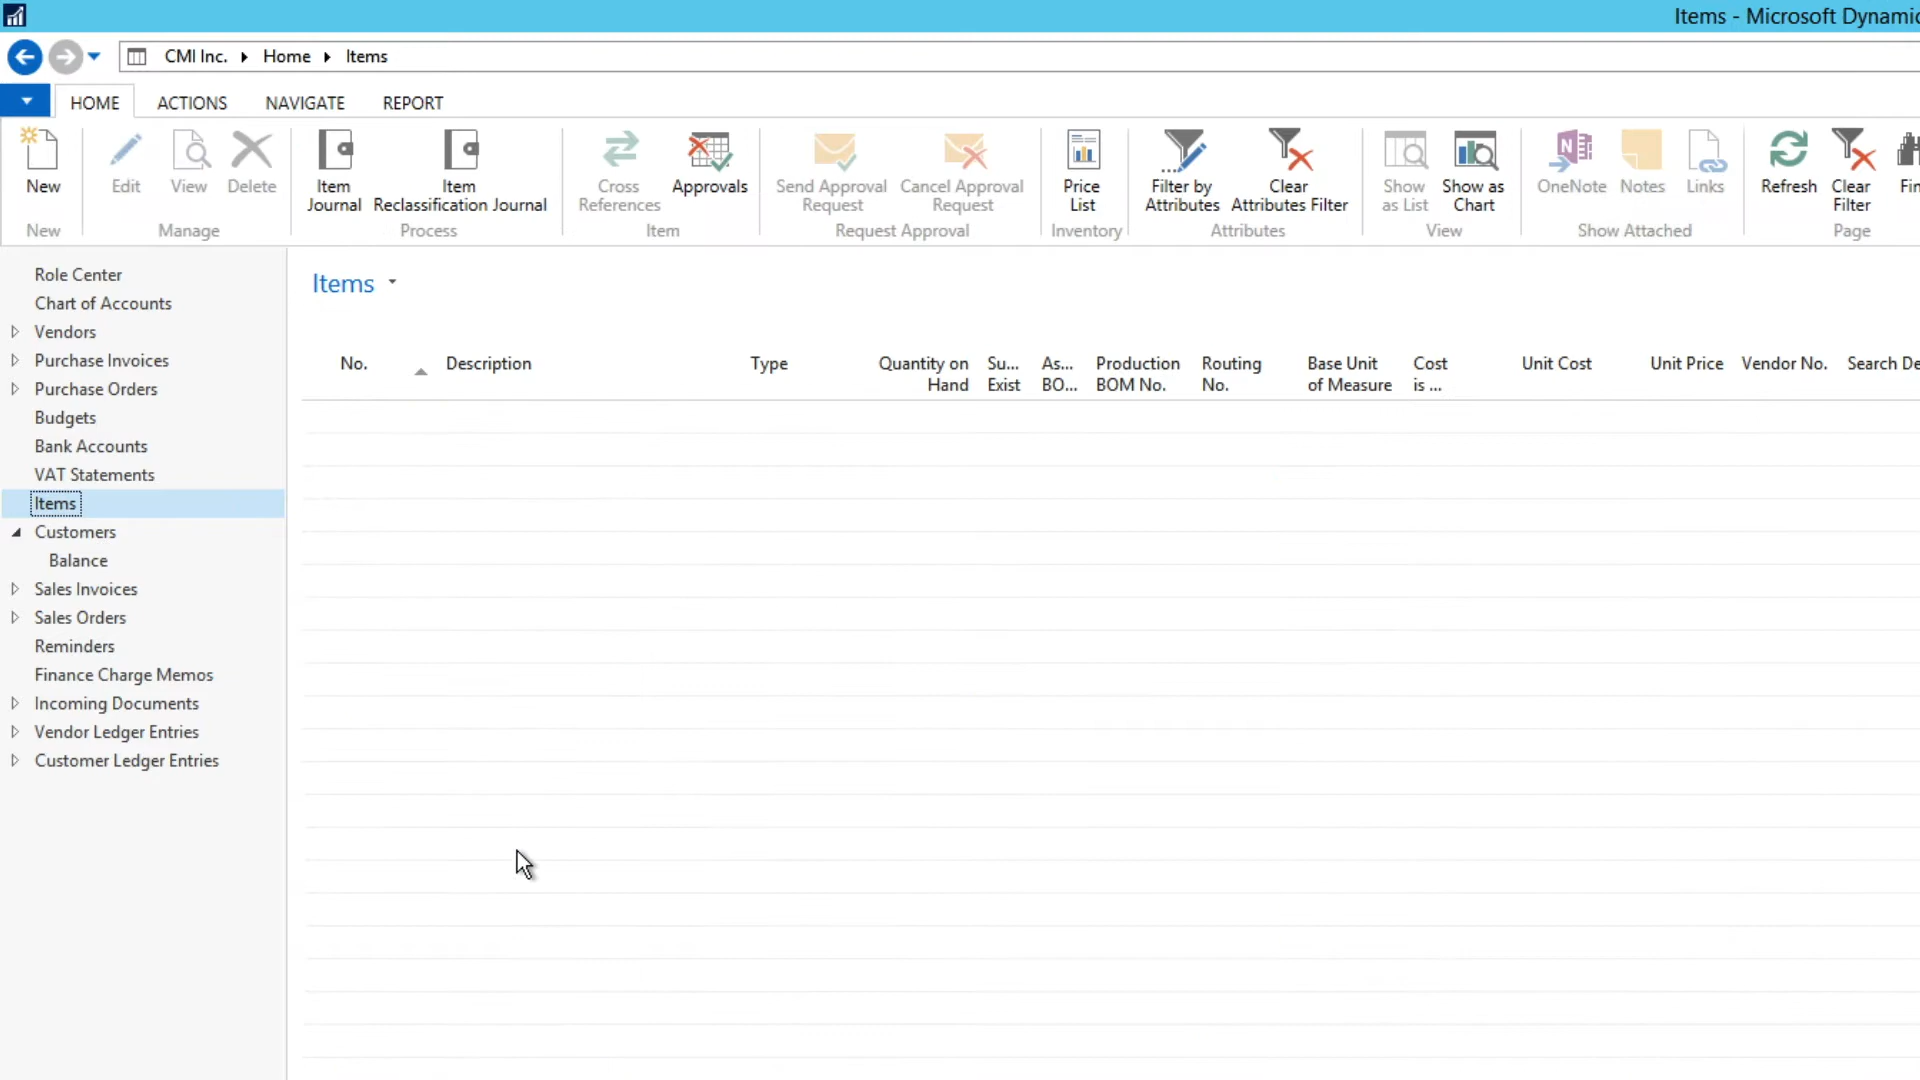 Items - Microsoft Dynamic
CMI Inc. Home Items
HOME ACTIONS NAVIGATE REPORT
New Edit View Delete Item Journal Item Reclassification Journal Cross References Approvals Send Approval Request Cancel Approval Request Price List Filter by Attributes Clear Attributes Filter Show as List Show as Chart OneNote Notes Links Refresh Clear Filter Fin
New Manage Process Item Request Approval Inventory Attributes View Show Attached Page
Role Center
Chart of Accounts
Vendors
Purchase Invoices
Purchase Orders
Budgets
Bank Accounts
VAT Statements
Items
Customers
Balance
Sales Invoices
Sales Orders
Reminders
Finance Charge Memos
Incoming Documents
Vendor Ledger Entries
Customer Ledger Entries
Items
No. Description Type Quantity on Su... As... Production Routing Base Unit Cost Unit Cost Unit Price Vendor No. Search De
Hand Exist BO... BOM No. No. of Measure is ...